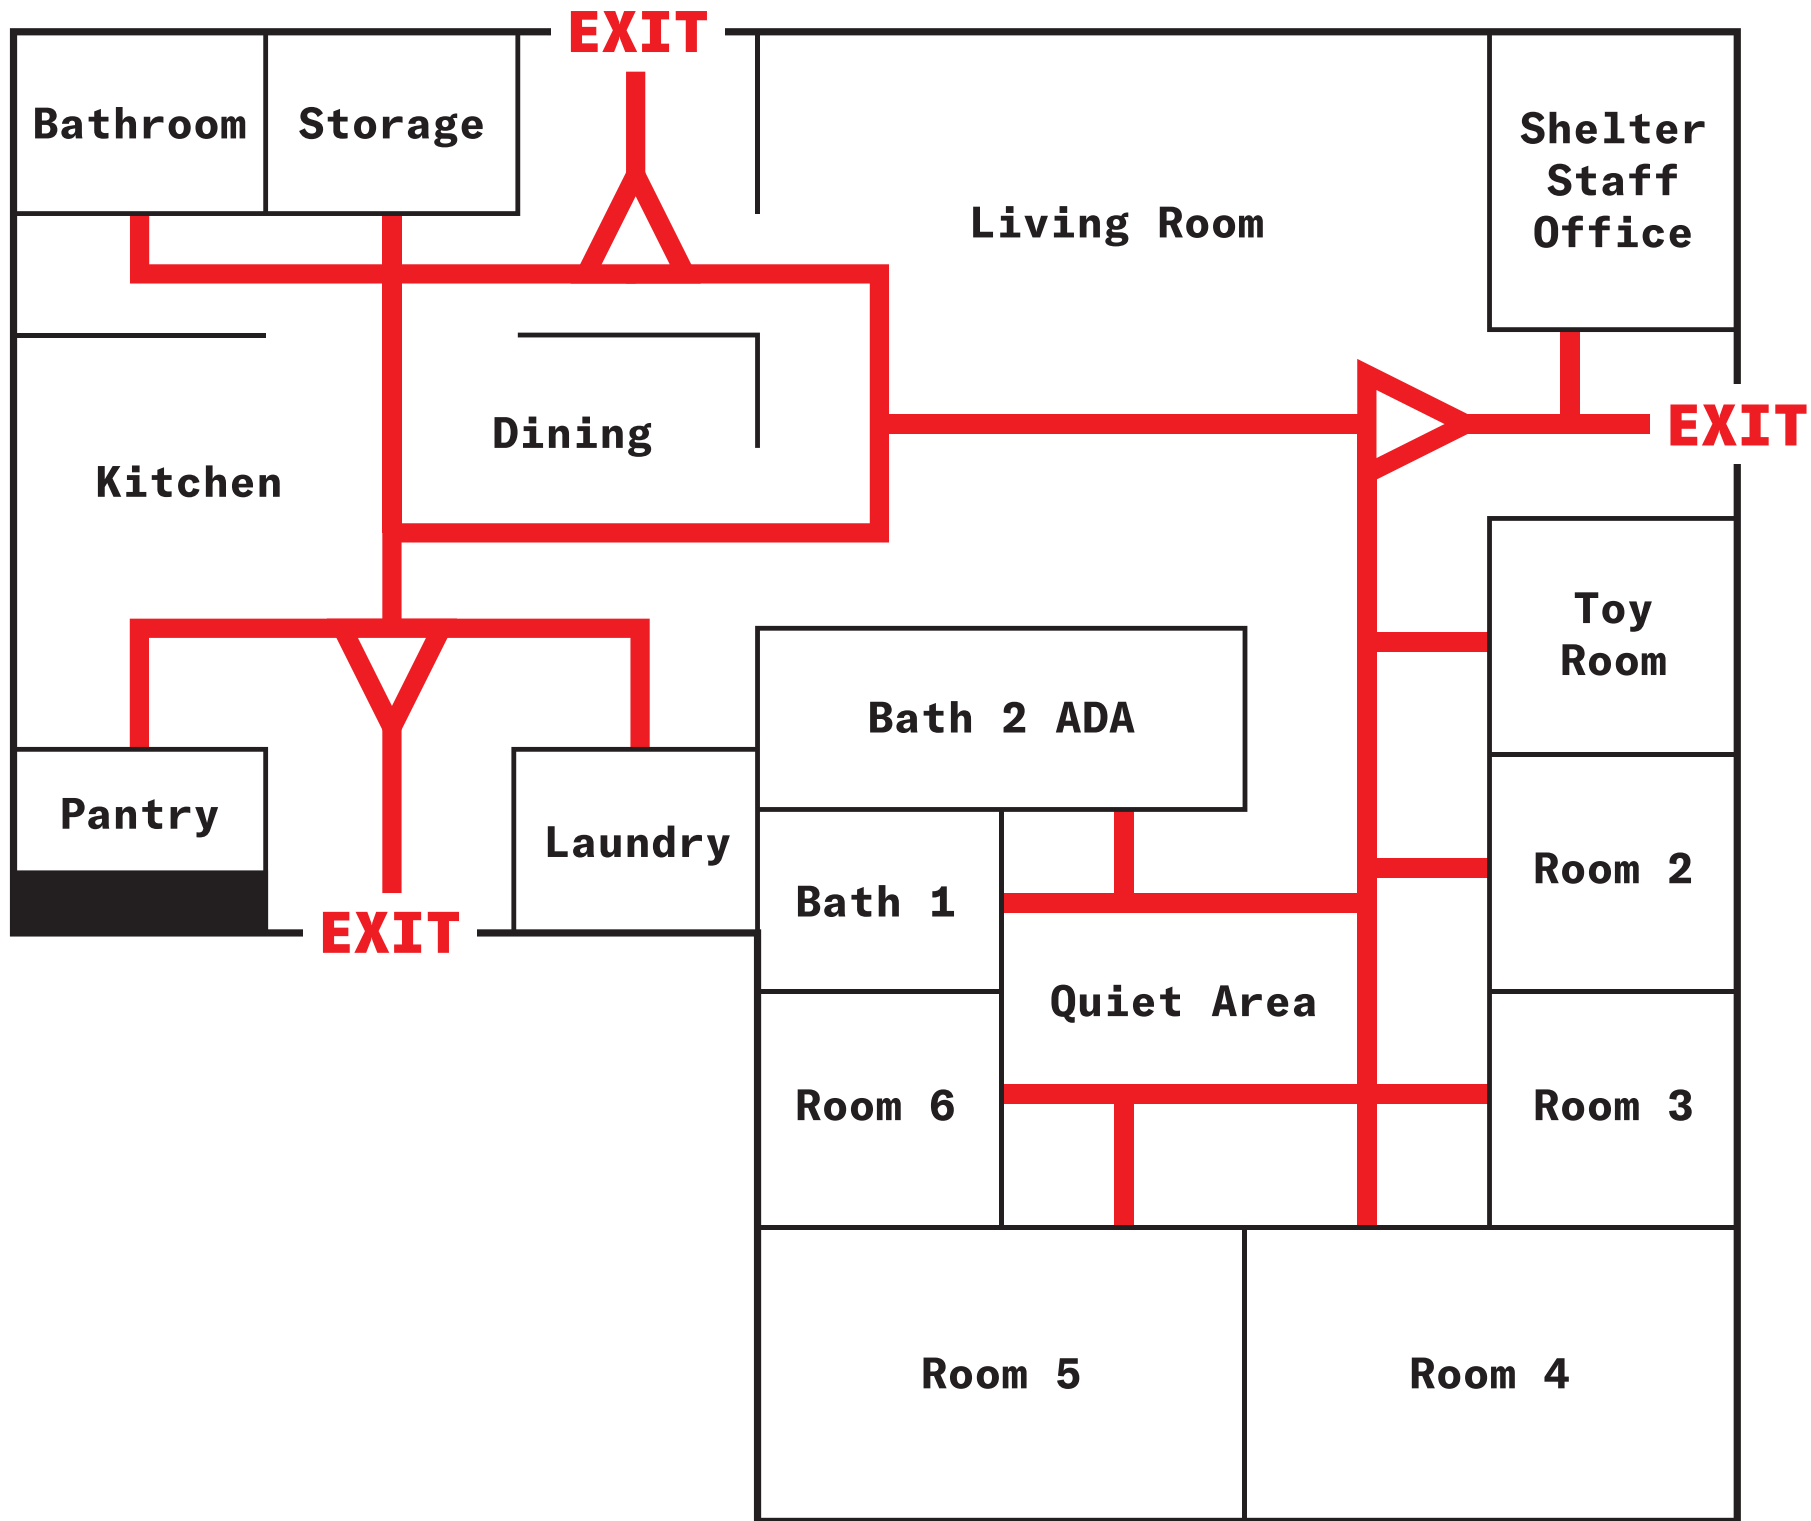 EXIT
Bathroom
Storage
Living Room
Shelter
Staff
Office
EXIT
Dining
Kitchen
Toy
Room
Bath 2 ADA
Pantry
Laundry
Room 2
Bath 1
EXIT
Quiet Area
Room 6
Room 3
Room 5
Room 4